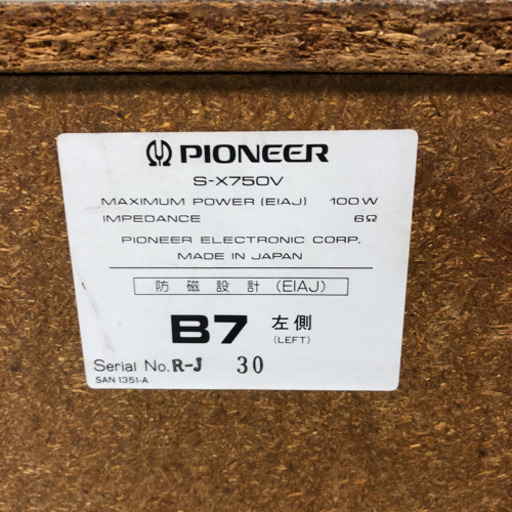 PIONEER
S-X750V
MAXIMUM POWER (EIAJ) 100W
IMPEDANCE 6Ω
PIONEER ELECTRONIC CORP.
MADE IN JAPAN
防磁設計 (EIAJ)
B7 左側
(LEFT)
Serial No. R-J 30
SAN 1351-A